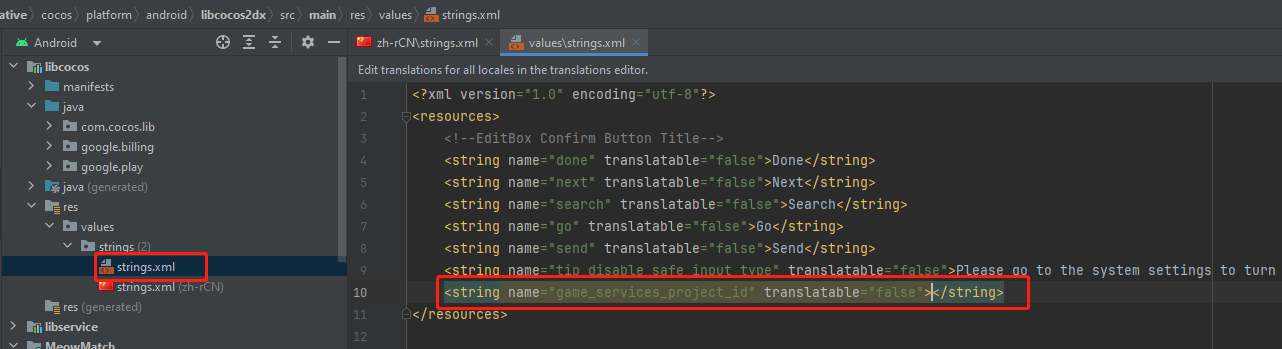 ative cocos platform android libcocos2dx src main res values strings.xml
Android
zh-rCN\strings.xml values\strings.xml
Edit translations for all locales in the translations editor.
libcocos
manifests
java
com.cocos.lib
google.billing
google.play
java (generated)
res
values
strings (2)
strings.xml
strings.xml (zh-rCN)
res (generated)
libservice
MeowMatch
1 <?xml version="1.0" encoding="utf-8"?>
2 <resources>
3 <!--EditBox Confirm Button Title-->
4 <string name="done" translatable="false">Done</string>
5 <string name="next" translatable="false">Next</string>
6 <string name="search" translatable="false">Search</string>
7 <string name="go" translatable="false">Go</string>
8 <string name="send" translatable="false">Send</string>
9 <string name="tip_disable_safe_input_type" translatable="false">Please go to the system settings to turn
10 <string name="game_services_project_id" translatable="false"></string>
11 </resources>
12